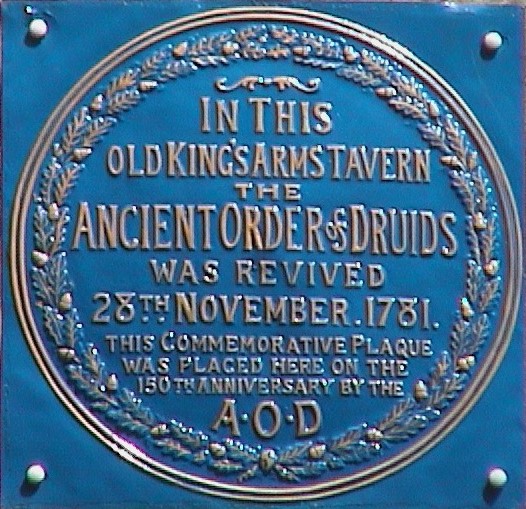 IN THIS
OLD KING'S ARMS TAVERN
THE
ANCIENT ORDER of DRUIDS
WAS REVIVED
28TH NOVEMBER. 1781.
THIS COMMEMORATIVE PLAQUE
WAS PLACED HERE ON THE
150TH ANNIVERSARY BY THE
A·O·D